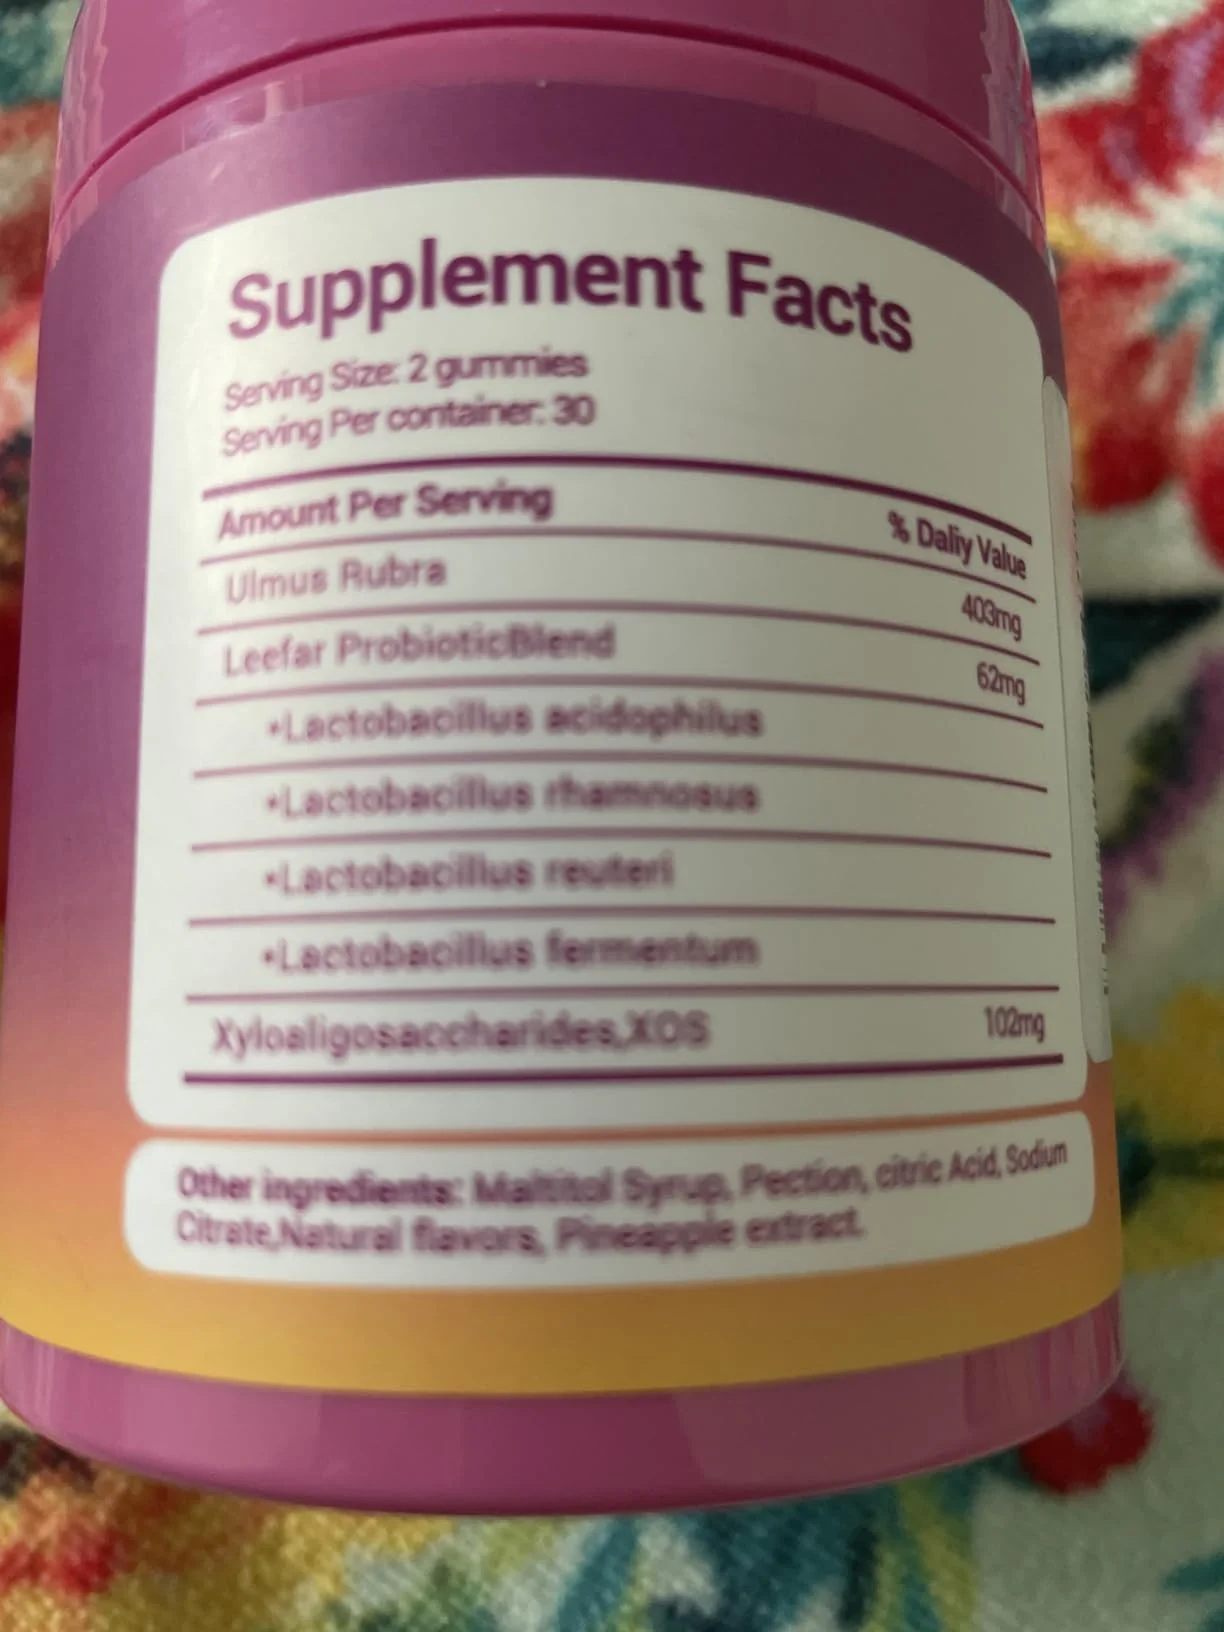 Supplement Facts
Serving Size: 2 gummies
Serving Per container: 30
Amount Per Serving % Daliy Value
Ulmus Rubra 403mg
Leefar ProbioticBlend 62mg
•Lactobacillus acidophilus
•Lactobacillus rhamnosus
•Lactobacillus reuteri
•Lactobacillus fermentum
Xyloaligosaccharides,XOS 102mg
Other ingredients: Maltitol Syrup, Pection, citric Acid, Sodium
Citrate,Natural flavors, Pineapple extract.